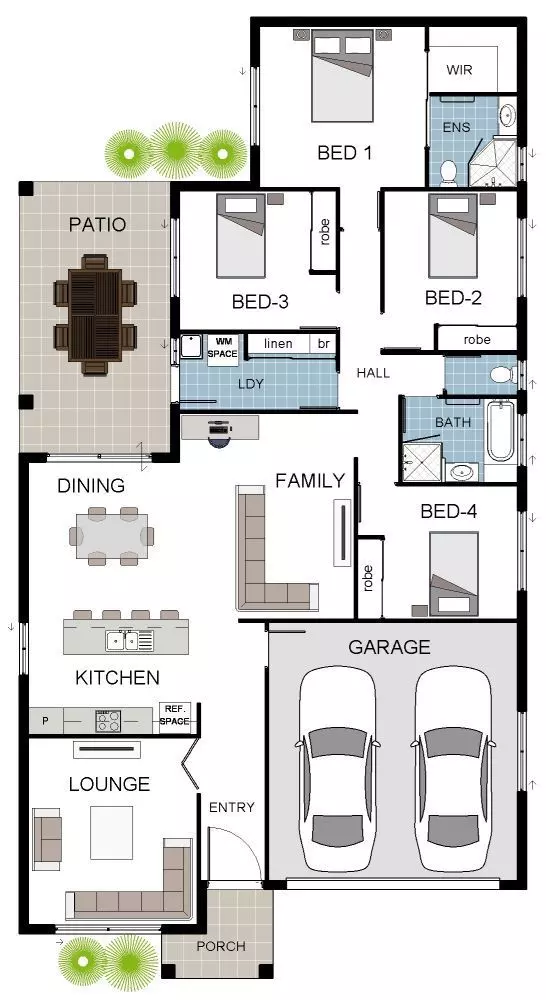 WIR
ENS
BED 1
PATIO
robe
BED-3
BED-2
WM
SPACE
linen
br
robe
LDY
HALL
BATH
DINING
FAMILY
BED-4
robe
GARAGE
KITCHEN
P
REF.
SPACE
LOUNGE
ENTRY
PORCH